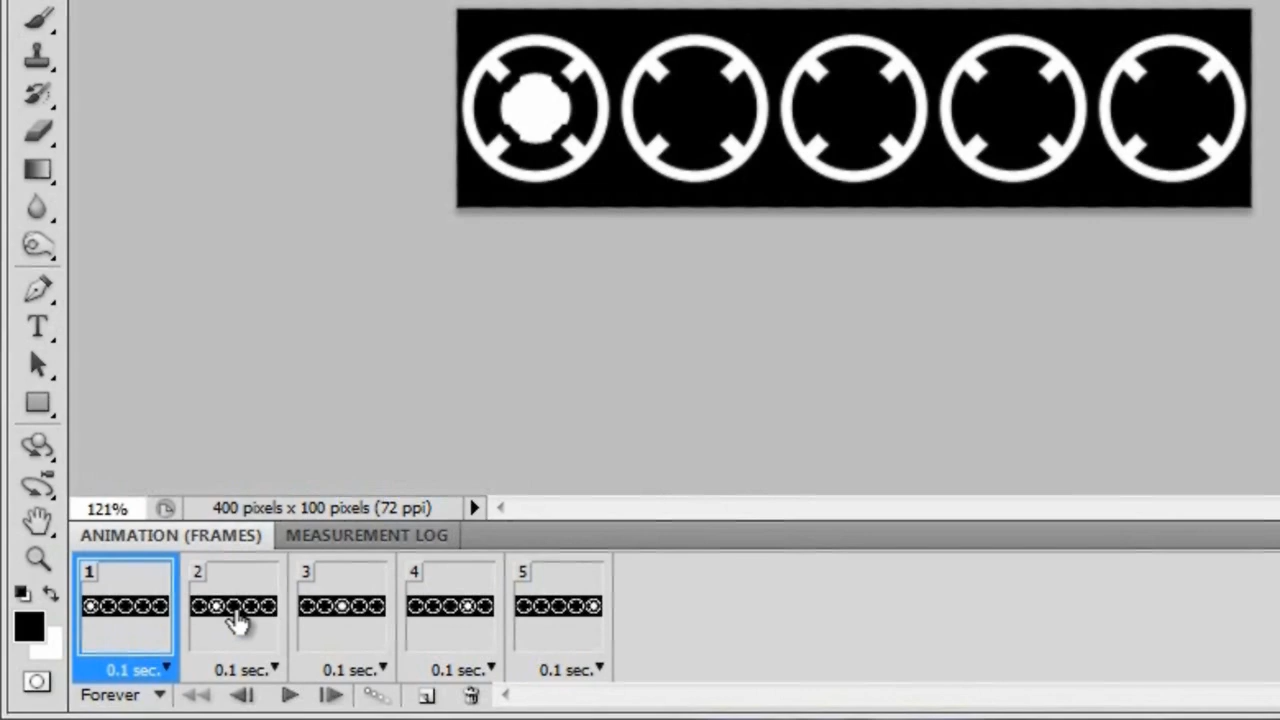 T
121%
400 pixels x 100 pixels (72 ppi)
ANIMATION (FRAMES) MEASUREMENT LOG
1 2 3 4 5
0.1 sec. 0.1 sec. 0.1 sec. 0.1 sec. 0.1 sec.
Forever